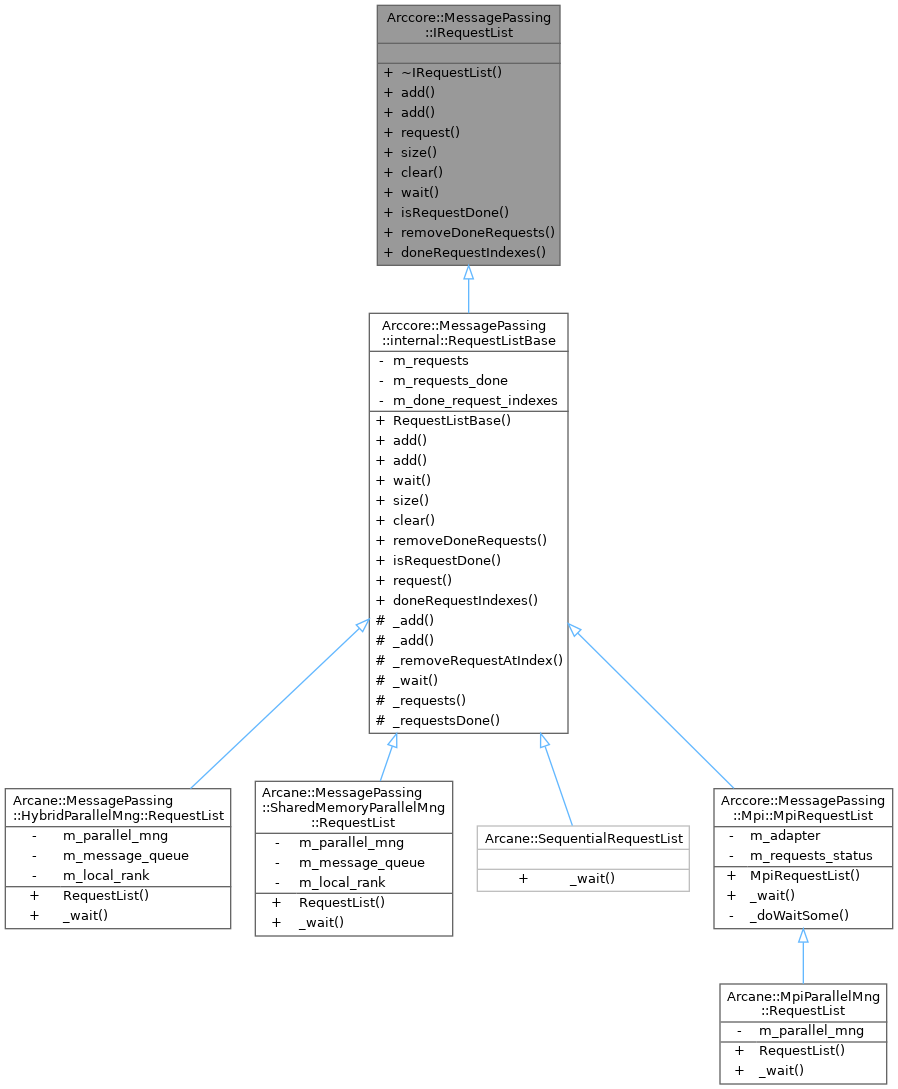 Arccore::MessagePassing
::IRequestList
+ ~IRequestList()
+ add()
+ add()
+ request()
+ size()
+ clear()
+ wait()
+ isRequestDone()
+ removeDoneRequests()
+ doneRequestIndexes()
Arccore::MessagePassing
::internal::RequestListBase
- m_requests
- m_requests_done
- m_done_request_indexes
+ RequestListBase()
+ add()
+ add()
+ wait()
+ size()
+ clear()
+ removeDoneRequests()
+ isRequestDone()
+ request()
+ doneRequestIndexes()
# _add()
# _add()
# _removeRequestAtIndex()
# _wait()
# _requests()
# _requestsDone()
Arcane::MessagePassing
::HybridParallelMng::RequestList
- m_parallel_mng
- m_message_queue
- m_local_rank
+ RequestList()
+ _wait()
Arcane::MessagePassing
::SharedMemoryParallelMng
::RequestList
- m_parallel_mng
- m_message_queue
- m_local_rank
+ RequestList()
+ _wait()
Arcane::SequentialRequestList
+ _wait()
Arccore::MessagePassing
::Mpi::MpiRequestList
- m_adapter
- m_requests_status
+ MpiRequestList()
+ _wait()
- _doWaitSome()
Arcane::MpiParallelMng
::RequestList
- m_parallel_mng
+ RequestList()
+ _wait()